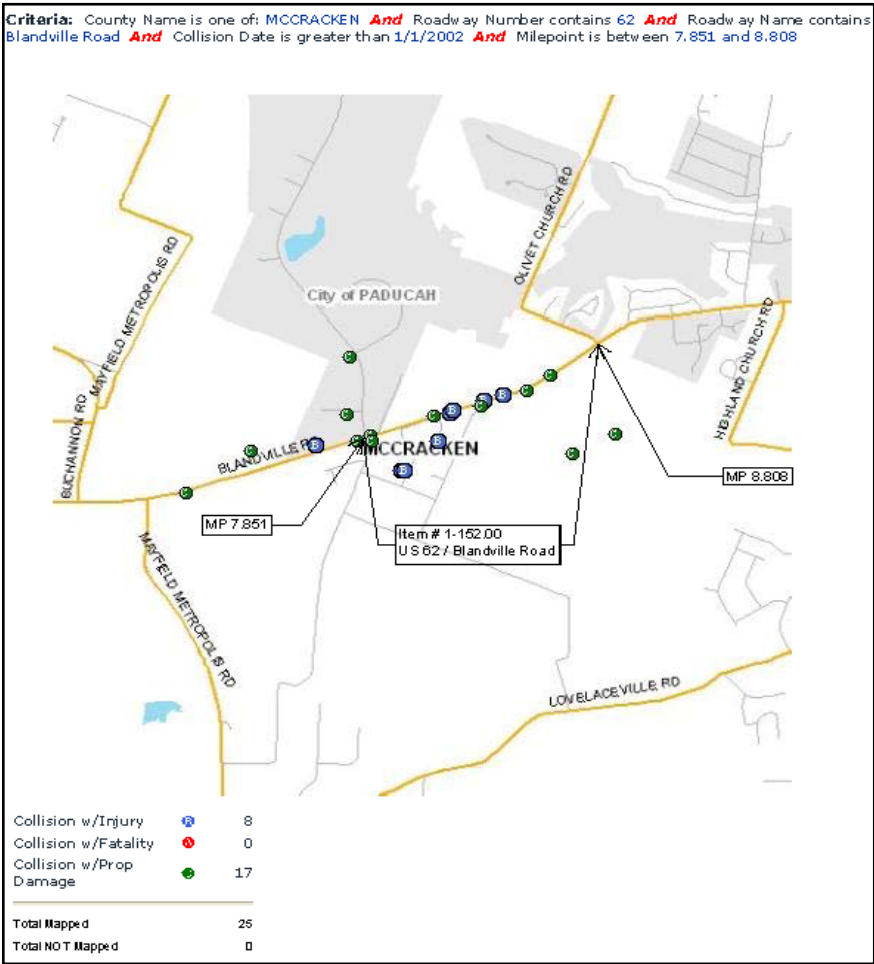 Criteria: County Name is one of: MCCRACKEN And Roadway Number contains 62 And Roadway Name contains
Blandville Road And Collision Date is greater than 1/1/2002 And Milepoint is between 7.851 and 8.808
OLIVET CHURCH RD
MAYFIELD METROPOLIS RD
City of PADUCAH
HIGHLAND CHURCH RD
BUCHANNON RD
BLANDVILLE RD
MCCRACKEN
MP 8.808
MP 7.851
Item # 1-152.00
US 62 / Blandville Road
MAYFIELD METROPOLIS RD
LOVELACEVILLE RD
Collision w/Injury 8
Collision w/Fatality 0
Collision w/Prop
Damage 17
Total Mapped 25
Total NOT Mapped 0